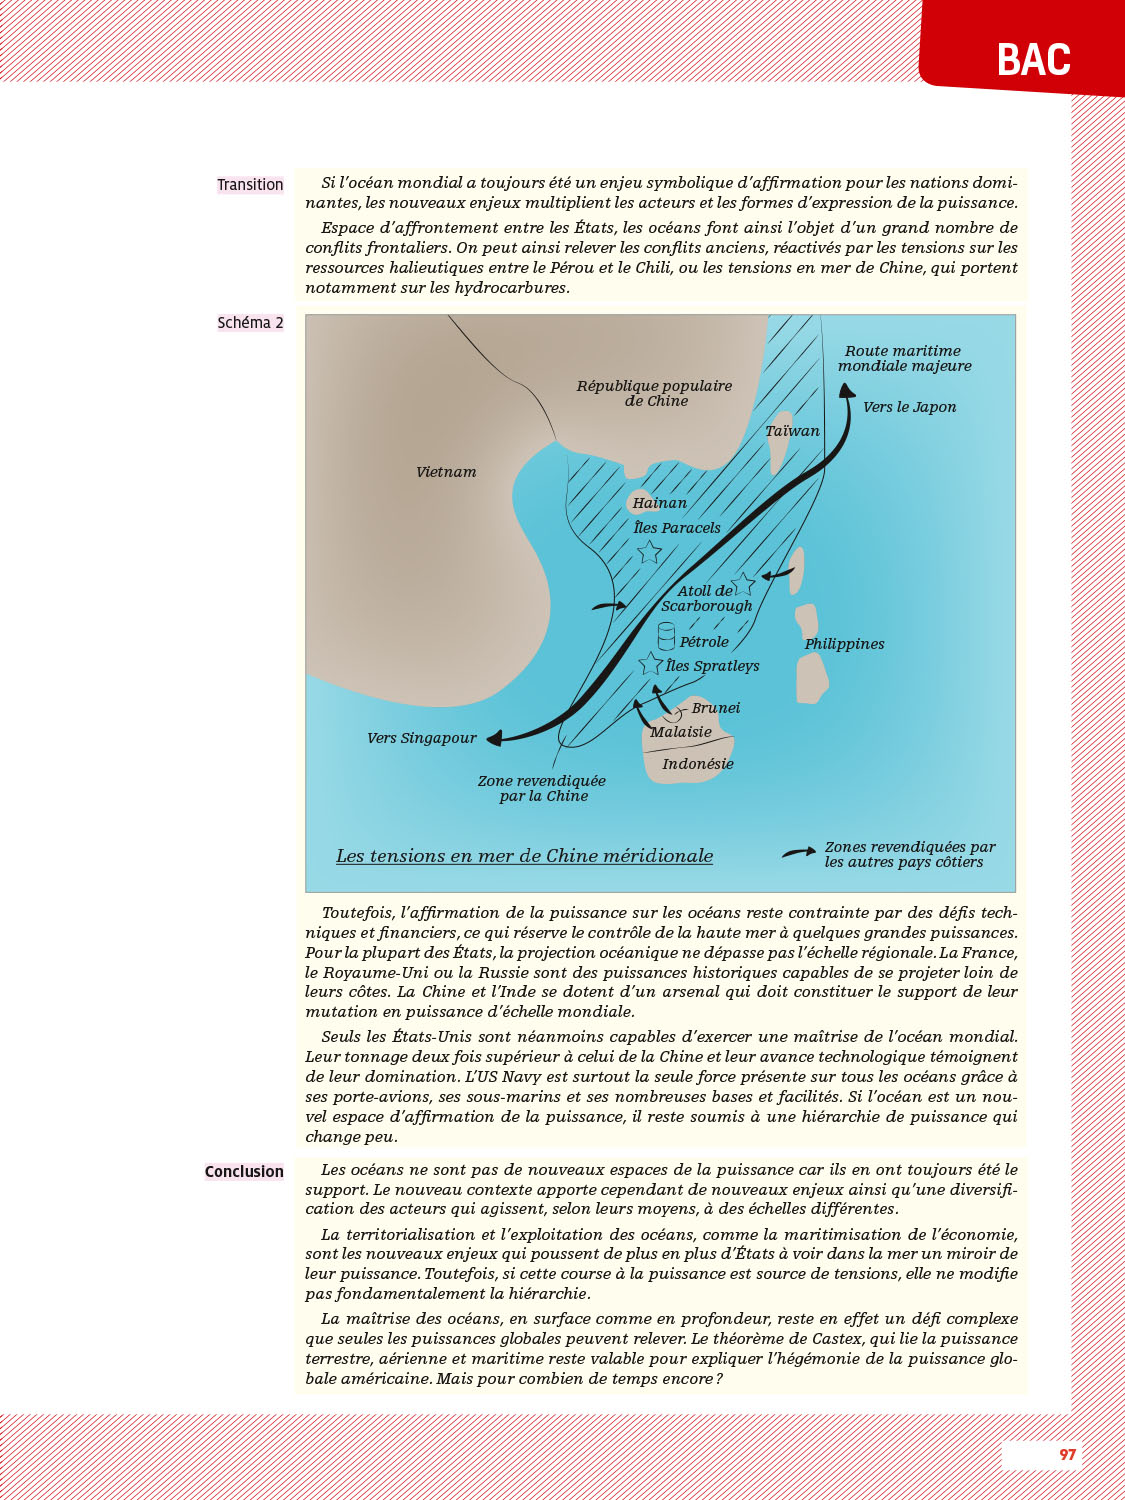 BAC
Transition
Si l’océan mondial a toujours été un enjeu symbolique d’affirmation pour les nations domi-
nantes, les nouveaux enjeux multiplient les acteurs et les formes d’expression de la puissance.
Espace d’affrontement entre les États, les océans font ainsi l’objet d’un grand nombre de
conflits frontaliers. On peut ainsi relever les conflits anciens, réactivés par les tensions sur les
ressources halieutiques entre le Pérou et le Chili, ou les tensions en mer de Chine, qui portent
notamment sur les hydrocarbures.
Schéma 2
Route maritime
mondiale majeure
République populaire
de Chine
Vers le Japon
Taïwan
Vietnam
Hainan
Îles Paracels
Atoll de
Scarborough
Pétrole
Philippines
Îles Spratleys
Brunei
Malaisie
Vers Singapour
Indonésie
Zone revendiquée
par la Chine
Les tensions en mer de Chine méridionale
Zones revendiquées par
les autres pays côtiers
Toutefois, l’affirmation de la puissance sur les océans reste contrainte par des défis tech-
niques et financiers, ce qui réserve le contrôle de la haute mer à quelques grandes puissances.
Pour la plupart des États, la projection océanique ne dépasse pas l’échelle régionale. La France,
le Royaume-Uni ou la Russie sont des puissances historiques capables de se projeter loin de
leurs côtes. La Chine et l’Inde se dotent d’un arsenal qui doit constituer le support de leur
mutation en puissance d’échelle mondiale.
Seuls les États-Unis sont néanmoins capables d’exercer une maîtrise de l’océan mondial.
Leur tonnage deux fois supérieur à celui de la Chine et leur avance technologique témoignent
de leur domination. L’US Navy est surtout la seule force présente sur tous les océans grâce à
ses porte-avions, ses sous-marins et ses nombreuses bases et facilités. Si l’océan est un nou-
vel espace d’affirmation de la puissance, il reste soumis à une hiérarchie de puissance qui
change peu.
Conclusion
Les océans ne sont pas de nouveaux espaces de la puissance car ils en ont toujours été le
support. Le nouveau contexte apporte cependant de nouveaux enjeux ainsi qu’une diversifi-
cation des acteurs qui agissent, selon leurs moyens, à des échelles différentes.
La territorialisation et l’exploitation des océans, comme la maritimisation de l’économie,
sont les nouveaux enjeux qui poussent de plus en plus d’États à voir dans la mer un miroir de
leur puissance. Toutefois, si cette course à la puissance est source de tensions, elle ne modifie
pas fondamentalement la hiérarchie.
La maîtrise des océans, en surface comme en profondeur, reste en effet un défi complexe
que seules les puissances globales peuvent relever. Le théorème de Castex, qui lie la puissance
terrestre, aérienne et maritime reste valable pour expliquer l’hégémonie de la puissance glo-
bale américaine. Mais pour combien de temps encore ?
97